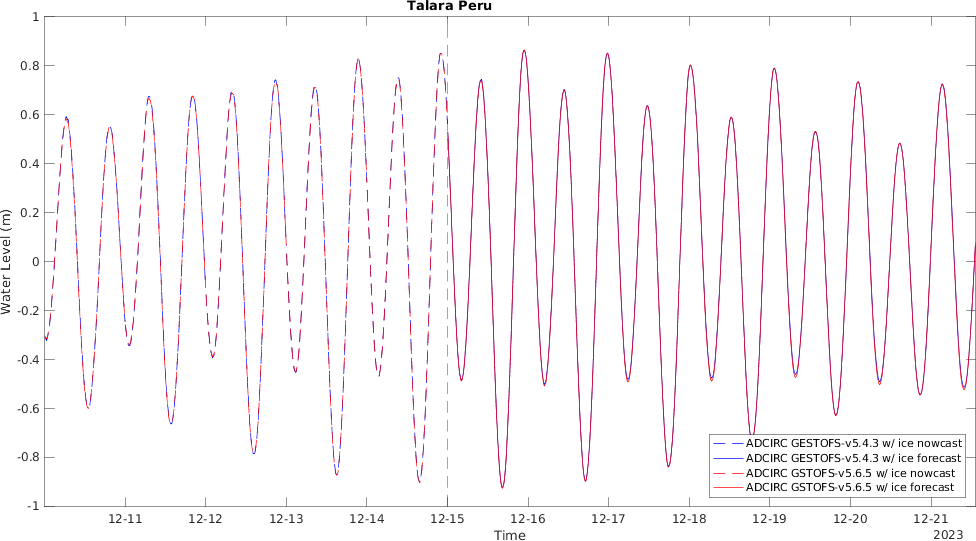 Talara Peru
Water Level (m)
1
0.8
0.6
0.4
0.2
0
-0.2
-0.4
-0.6
-0.8
-1
ADCIRC GESTOFS-v5.4.3 w/ ice nowcast
ADCIRC GESTOFS-v5.4.3 w/ ice forecast
ADCIRC GSTOFS-v5.6.5 w/ ice nowcast
ADCIRC GSTOFS-v5.6.5 w/ ice forecast
12-11 12-12 12-13 12-14 12-15 12-16 12-17 12-18 12-19 12-20 12-21
Time
2023